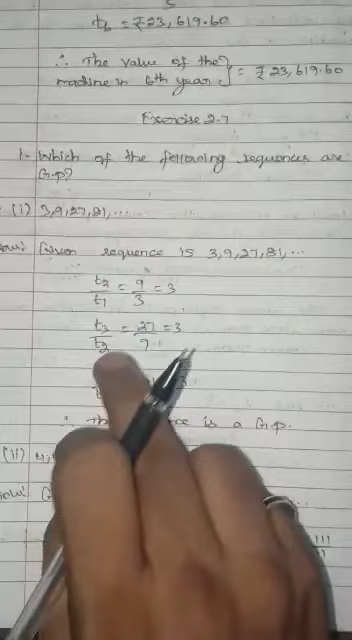 5
t₆ = ₹23,619.60
∴ The value of the machine in 6th year } = ₹23,619.60
Exercise 2.7
1. Which of the following sequences are
G.P?
(i) 3,9,27,81,...
Given sequence is 3,9,27,81,...
t₂/t₁ = 9/3 = 3
t₃/t₂ = 27/9 = 3
∴ is a G.P.
(ii) 4,